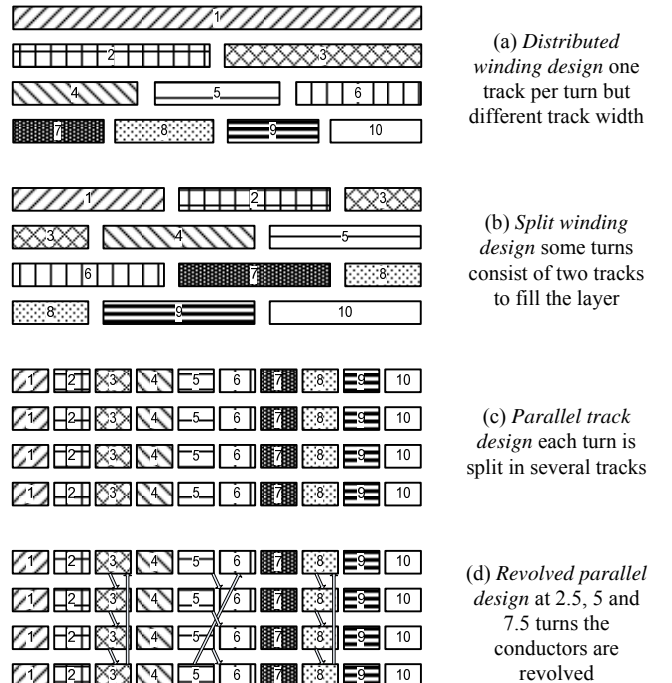 1
(a) Distributed
winding design one
track per turn but
different track width
2 3
4 5 6
7 8 9 10
1 2 3
(b) Split winding
design some turns
consist of two tracks
to fill the layer
3 4 5
6 7 8
8 9 10
1 2 3 4 5 6 7 8 9 10
1 2 3 4 5 6 7 8 9 10
1 2 3 4 5 6 7 8 9 10
1 2 3 4 5 6 7 8 9 10
(c) Parallel track
design each turn is
split in several tracks
1 2 3 4 5 6 7 8 9 10
1 2 3 4 5 6 7 8 9 10
1 2 3 4 5 6 7 8 9 10
1 2 3 4 5 6 7 8 9 10
(d) Revolved parallel
design at 2.5, 5 and
7.5 turns the
conductors are
revolved